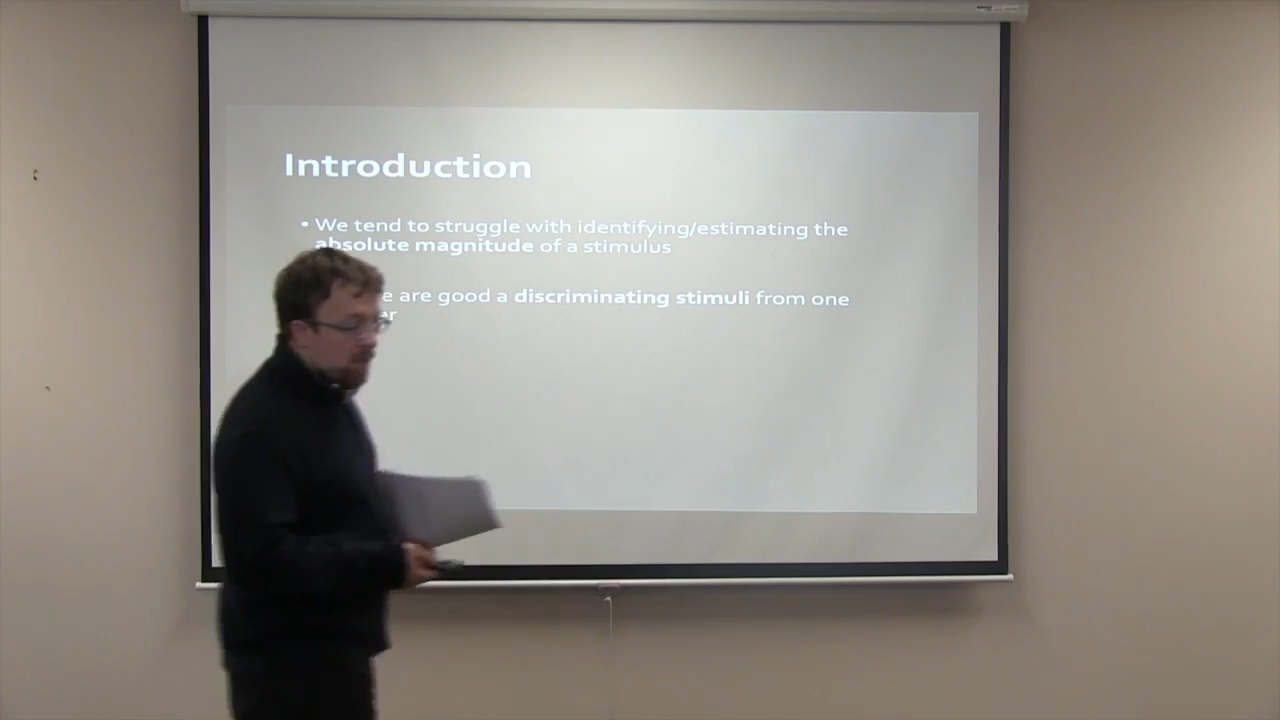 Introduction
• We tend to struggle with identifying/estimating the
absolute magnitude of a stimulus
e are good a discriminating stimuli from one
er